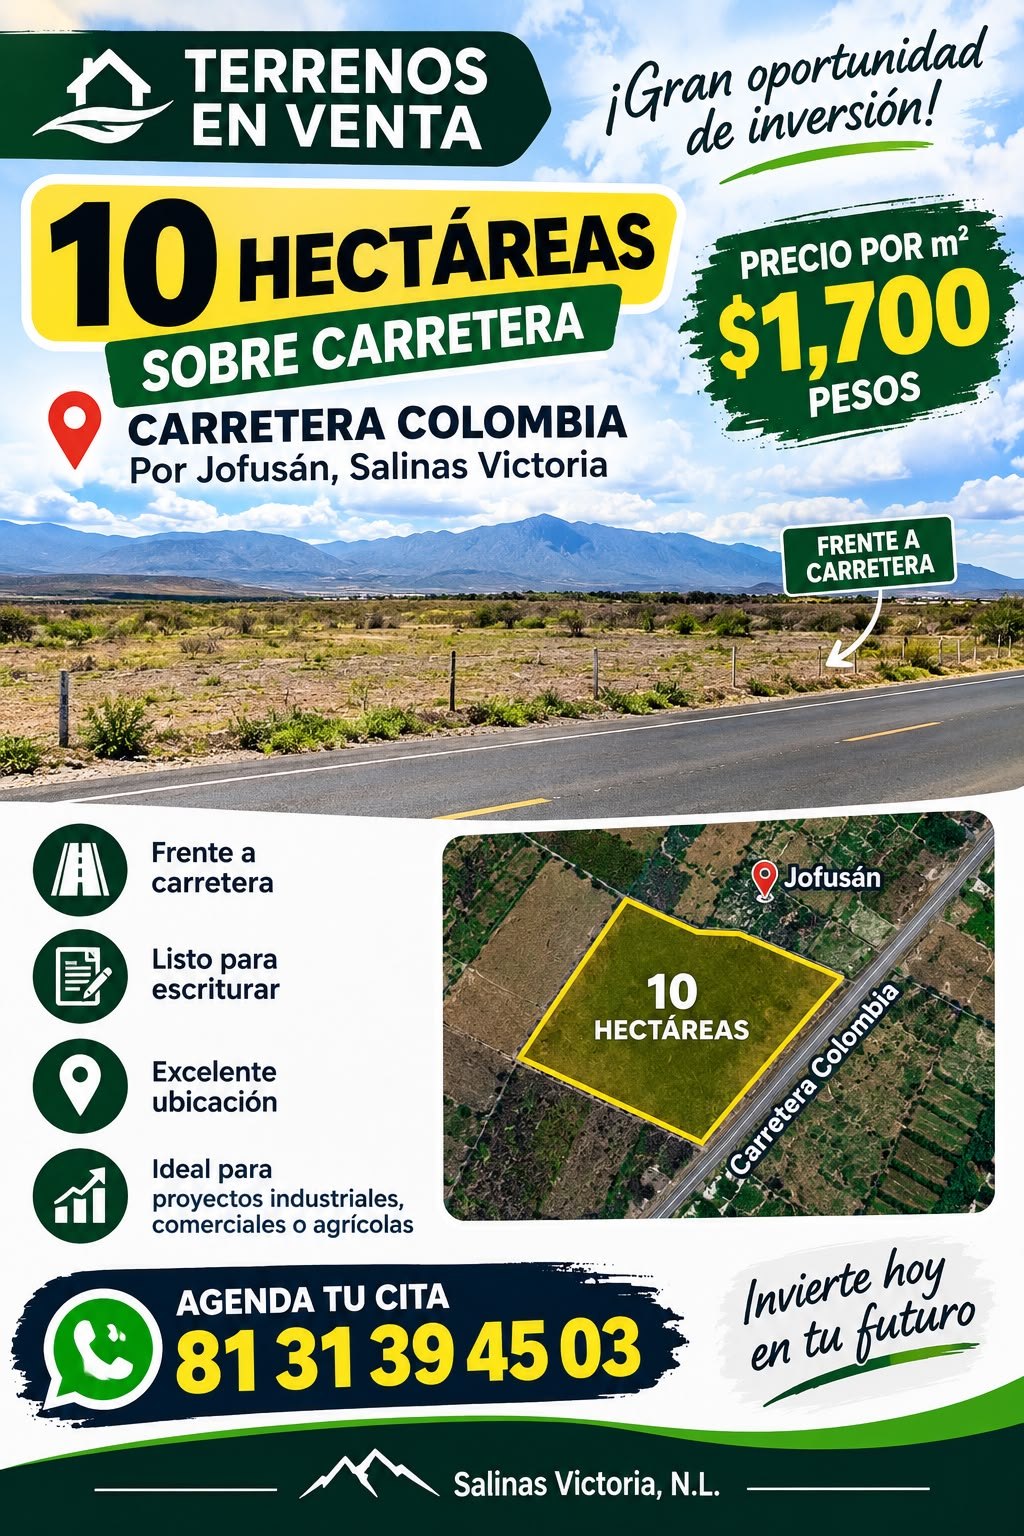 TERRENOS
EN VENTA
¡Gran oportunidad
de inversión!
10 HECTÁREAS
SOBRE CARRETERA
CARRETERA COLOMBIA
Por Jofusán, Salinas Victoria
PRECIO POR m²
$1,700
PESOS
FRENTE A
CARRETERA
Frente a
carretera
Listo para
escriturar
Excelente
ubicación
Ideal para
proyectos industriales,
comerciales o agrícolas
Jofusán
10
HECTÁREAS
Carretera Colombia
AGENDA TU CITA
81 31 39 45 03
Invierte hoy
en tu futuro
Salinas Victoria, N.L.